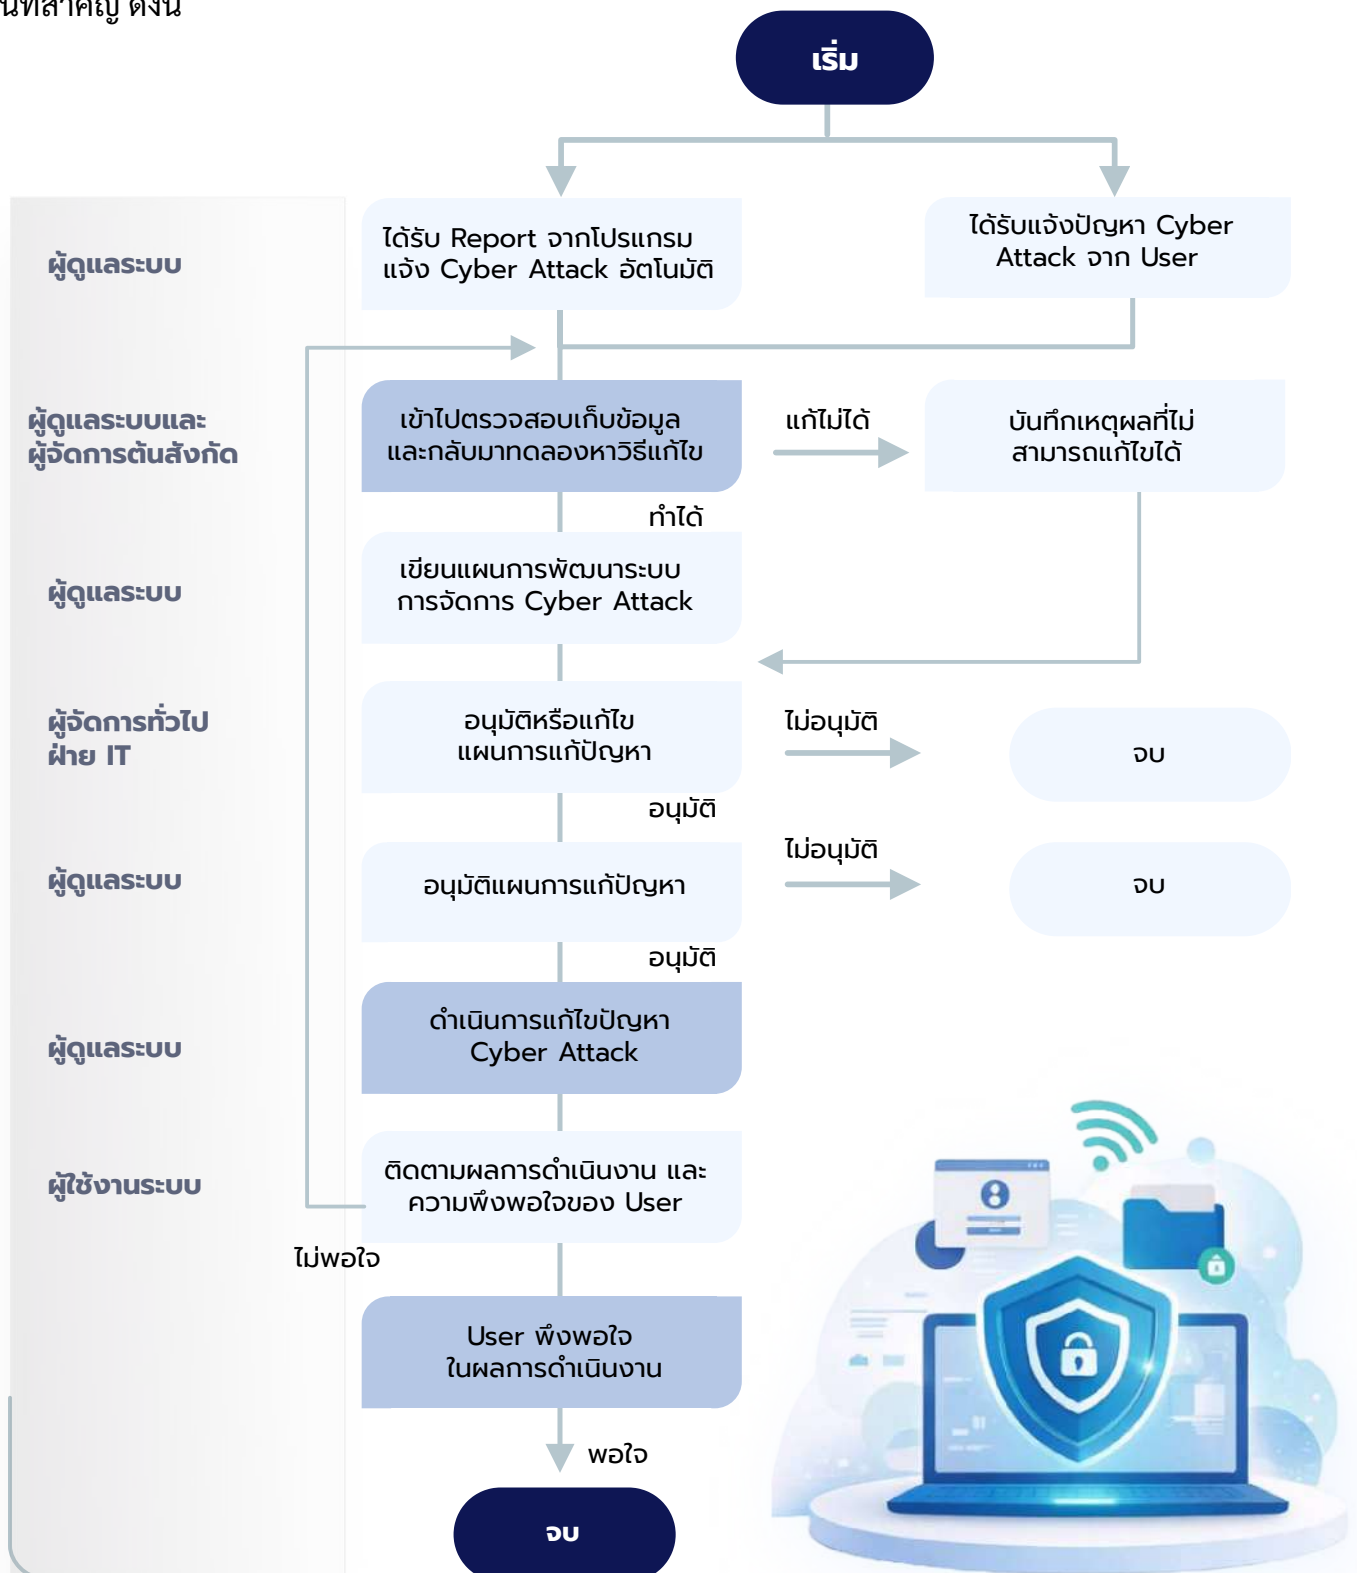 นที่สำคัญ ดังนี้
เริ่ม
ผู้ดูแลระบบ
ได้รับ Report จากโปรแกรม
แจ้ง Cyber Attack อัตโนมัติ
ได้รับแจ้งปัญหา Cyber
Attack จาก User
ผู้ดูแลระบบและ
ผู้จัดการต้นสังกัด
เข้าไปตรวจสอบเก็บข้อมูล
และกลับมาทดลองหาวิธีแก้ไข
แก้ไม่ได้
บันทึกเหตุผลที่ไม่
สามารถแก้ไขได้
ทำได้
ผู้ดูแลระบบ
เขียนแผนการพัฒนาระบบ
การจัดการ Cyber Attack
ผู้จัดการทั่วไป
ฝ่าย IT
อนุมัติหรือแก้ไข
แผนการแก้ปัญหา
ไม่อนุมัติ
จบ
อนุมัติ
ผู้ดูแลระบบ
อนุมัติแผนการแก้ปัญหา
ไม่อนุมัติ
จบ
อนุมัติ
ผู้ดูแลระบบ
ดำเนินการแก้ไขปัญหา
Cyber Attack
ผู้ใช้งานระบบ
ติดตามผลการดำเนินงาน และ
ความพึงพอใจของ User
ไม่พอใจ
User พึงพอใจ
ในผลการดำเนินงาน
พอใจ
จบ